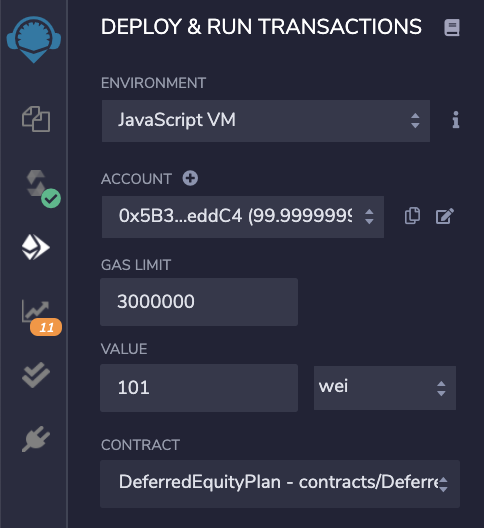 DEPLOY & RUN TRANSACTIONS
ENVIRONMENT
JavaScript VM
ACCOUNT
0x5B3...eddC4 (99.9999999
GAS LIMIT
3000000
VALUE
101 wei
11
CONTRACT
DeferredEquityPlan - contracts/Deferre